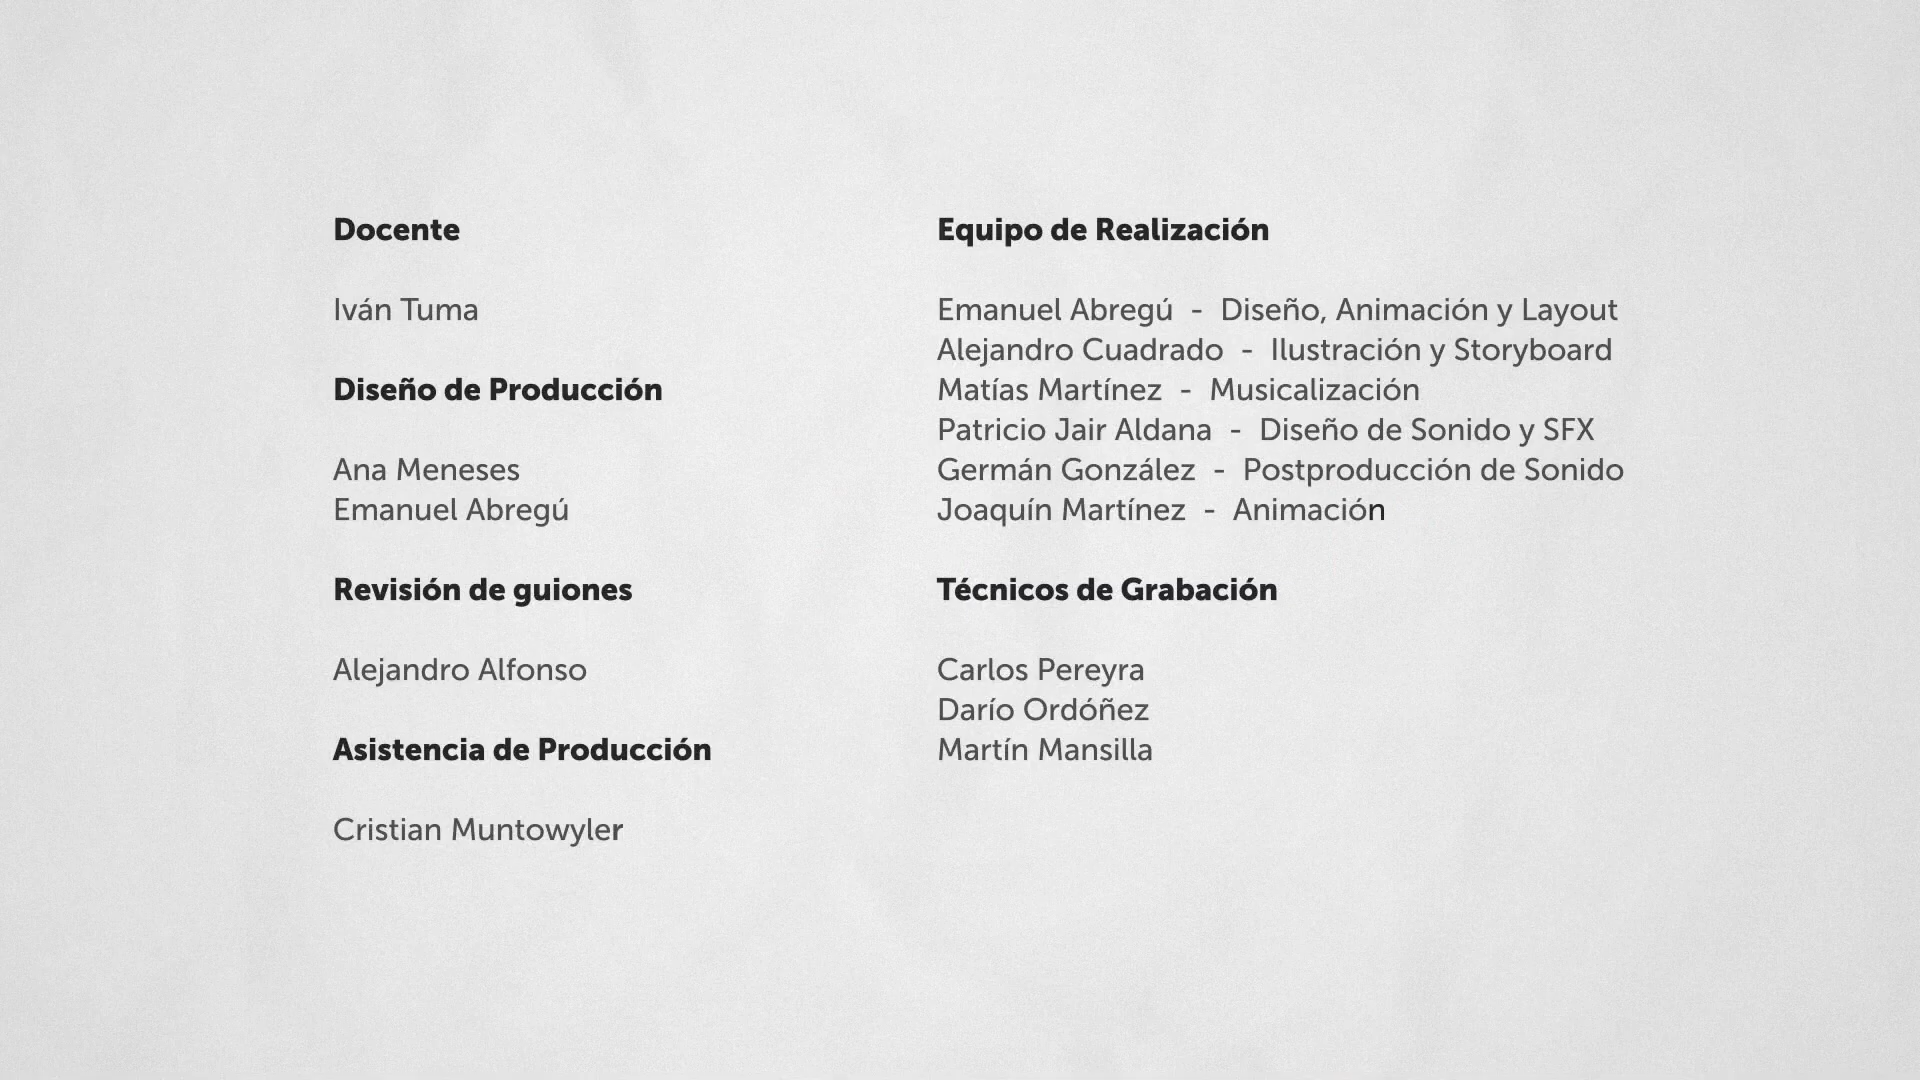 Docente
Iván Tuma
Diseño de Producción
Ana Meneses
Emanuel Abregú
Revisión de guiones
Alejandro Alfonso
Asistencia de Producción
Cristian Muntowyler
Equipo de Realización
Emanuel Abregú - Diseño, Animación y Layout
Alejandro Cuadrado - Ilustración y Storyboard
Matías Martínez - Musicalización
Patricio Jair Aldana - Diseño de Sonido y SFX
Germán González - Postproducción de Sonido
Joaquín Martínez - Animación
Técnicos de Grabación
Carlos Pereyra
Darío Ordóñez
Martín Mansilla